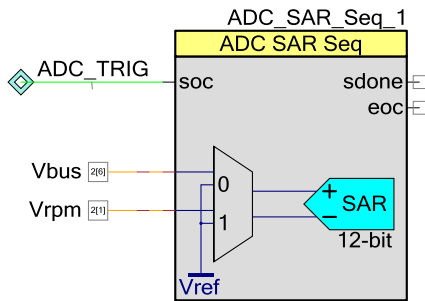 ADC_SAR_Seq_1
ADC SAR Seq
ADC_TRIG
soc
sdone
eoc
Vbus 2[6]
0
Vrpm 2[1]
1
+
SAR
−
12-bit
Vref